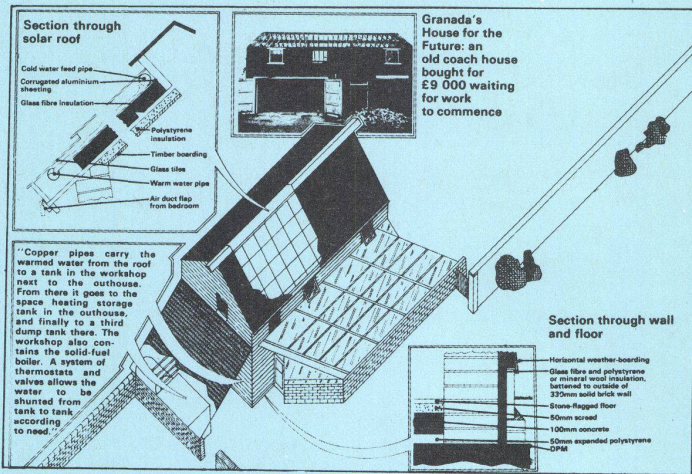 Section through
solar roof
Cold water feed pipe
Corrugated aluminium
sheeting
Glass fibre insulation
Polystyrene
insulation
Timber boarding
Glass tiles
Warm water pipe
Air duct flap
from bedroom
Granada's
House for the
Future: an
old coach house
bought for
£9 000 waiting
for work
to commence
"Copper pipes carry the
warmed water from the roof
to a tank in the workshop
next to the outhouse.
From there it goes to the
space heating storage
tank in the outhouse,
and finally to a third
dump tank there. The
workshop also con-
tains the solid-fuel
boiler. A system of
thermostats and
valves allows the
water to be
shunted from
tank to tank
according
to need."
Section through wall
and floor
Horizontal weather-boarding
Glass fibre and polystyrene
or mineral wool insulation,
battened to outside of
330mm solid brick wall
Stone-flagged floor
50mm screed
100mm concrete
50mm expanded polystyrene
DPM